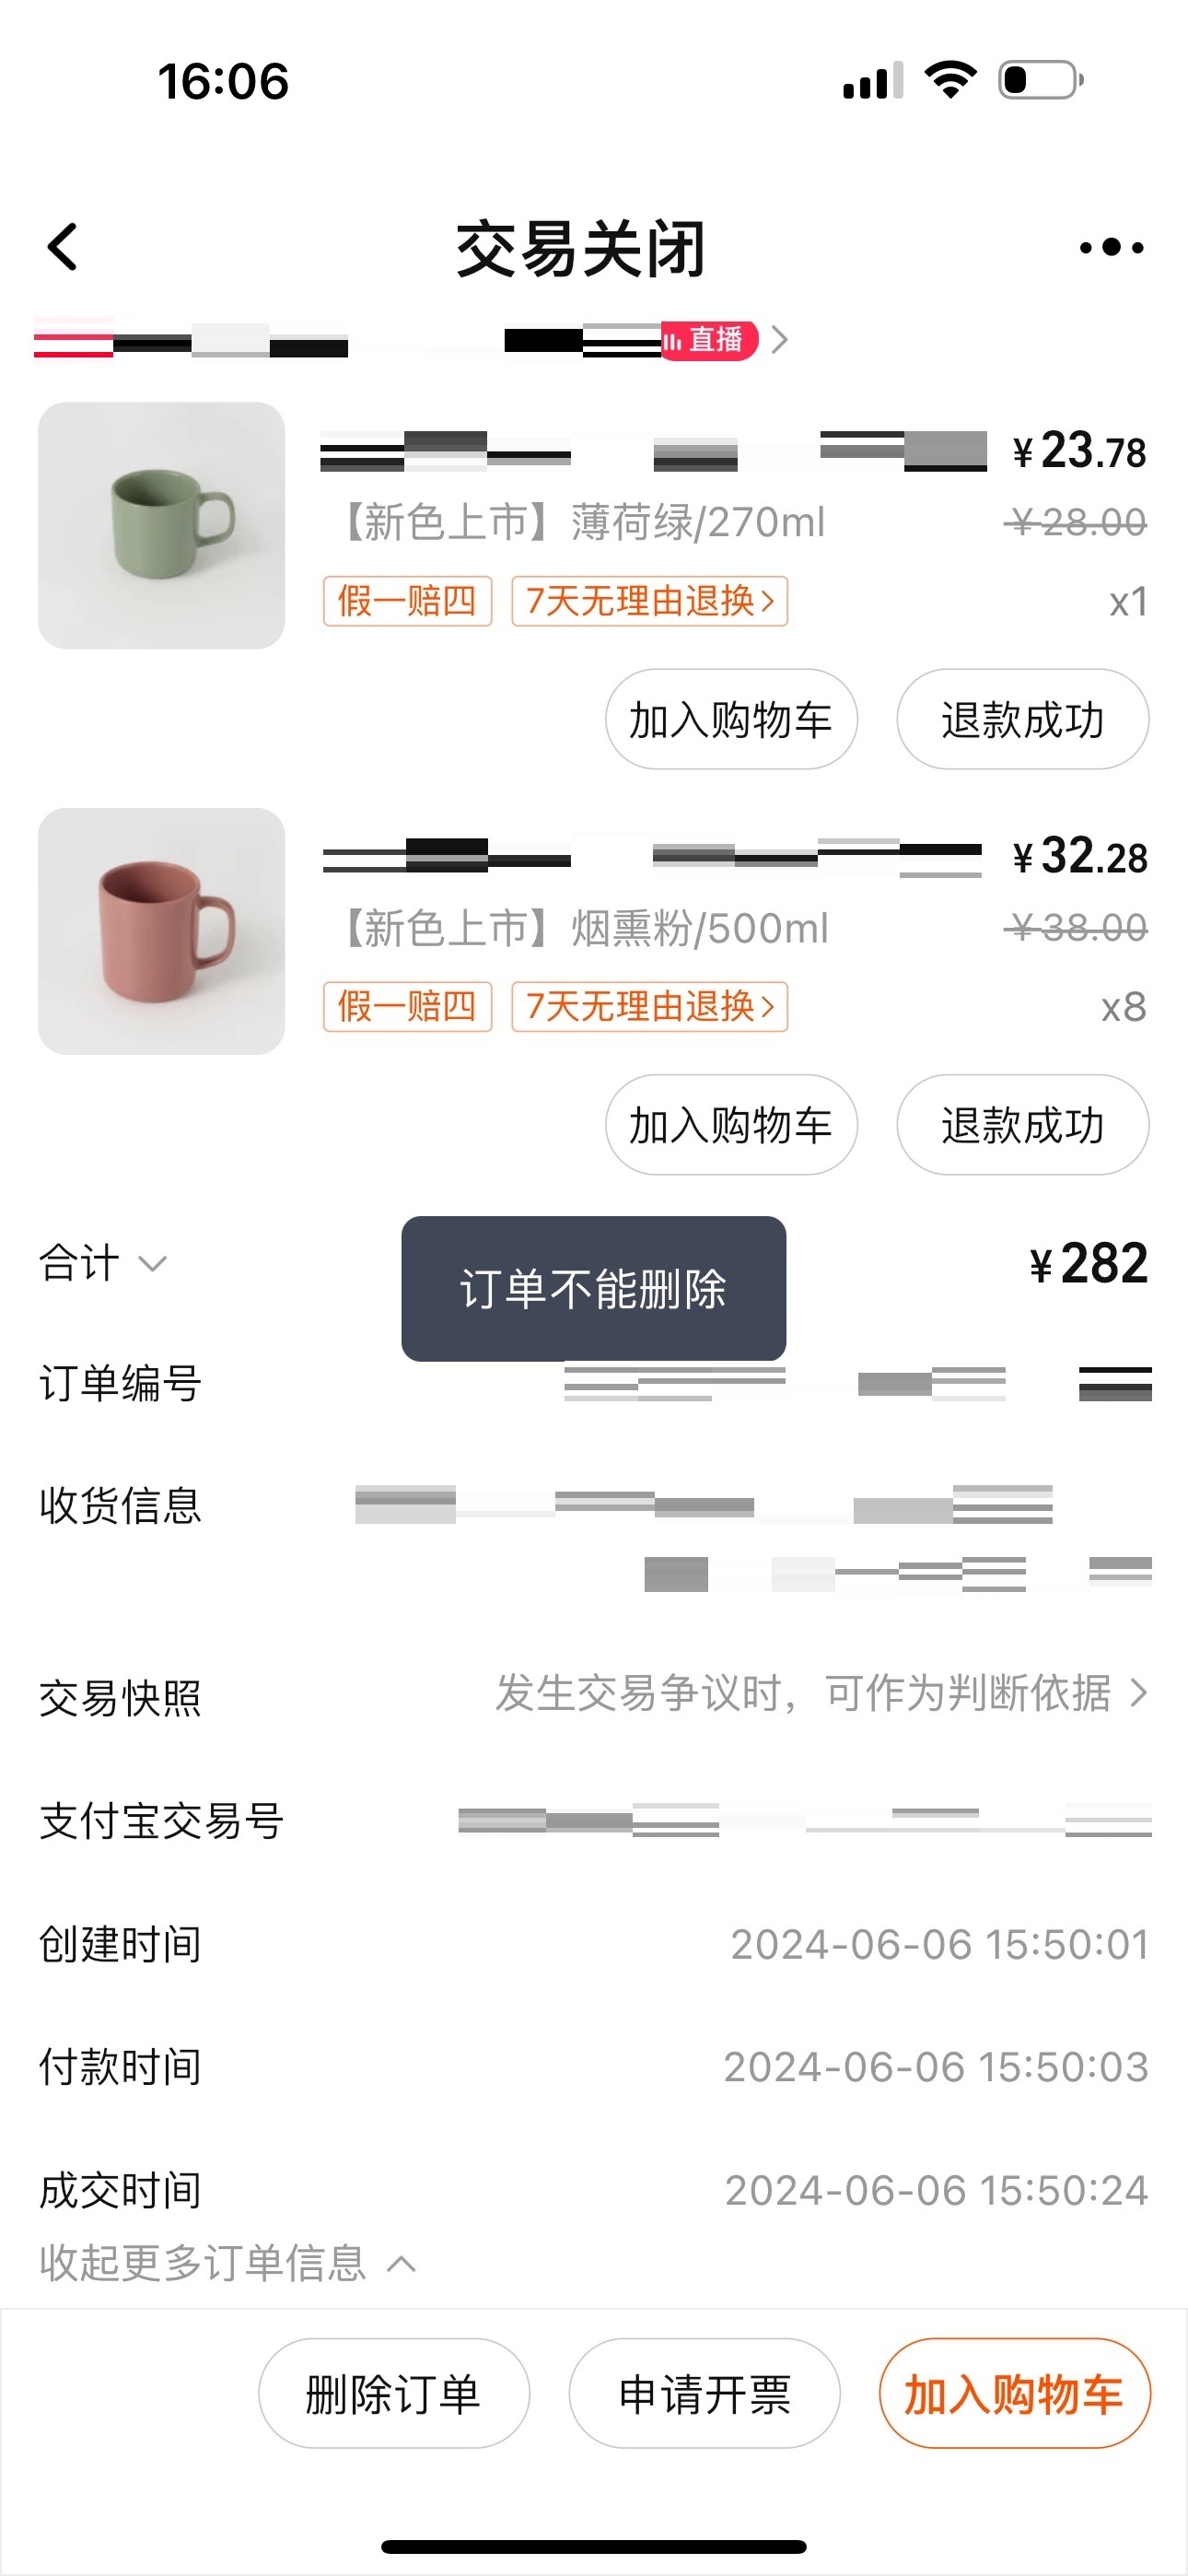 16:06
交易关闭
直播
¥23.78
【新色上市】薄荷绿/270ml
¥28.00
假一赔四 7天无理由退换
x1
加入购物车 退款成功
¥32.28
【新色上市】烟熏粉/500ml
¥38.00
假一赔四 7天无理由退换
x8
加入购物车 退款成功
合计 ¥282
订单不能删除
订单编号
收货信息
交易快照 发生交易争议时，可作为判断依据
支付宝交易号
创建时间 2024-06-06 15:50:01
付款时间 2024-06-06 15:50:03
成交时间 2024-06-06 15:50:24
收起更多订单信息
删除订单 申请开票 加入购物车